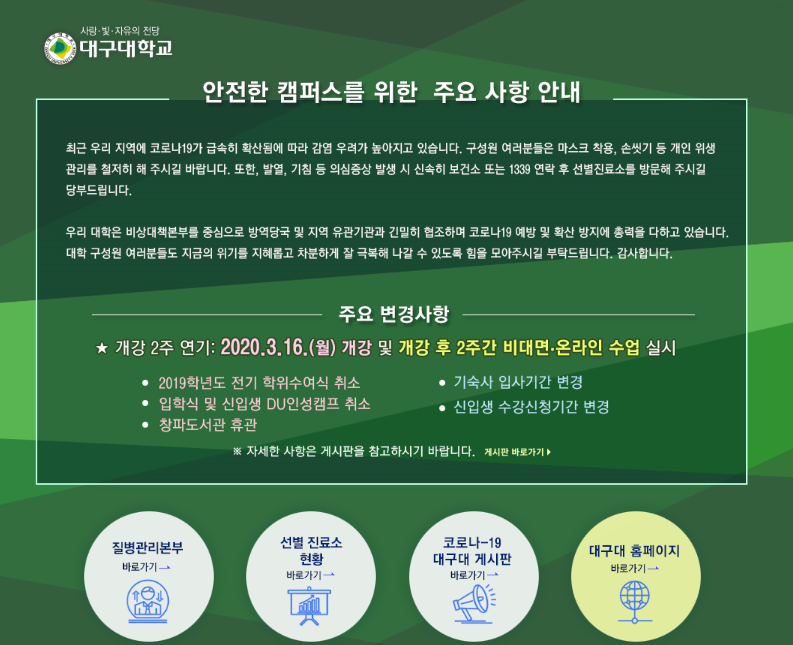 사랑·빛·자유의 전당
대구대학교
안전한 캠퍼스를 위한 주요 사항 안내
최근 우리 지역에 코로나19가 급속히 확산됨에 따라 감염 우려가 높아지고 있습니다. 구성원 여러분들은 마스크 착용, 손씻기 등 개인 위생
관리를 철저히 해 주시길 바랍니다. 또한, 발열, 기침 등 의심증상 발생 시 신속히 보건소 또는 1339 연락 후 선별진료소를 방문해 주시길
당부드립니다.
우리 대학은 비상대책본부를 중심으로 방역당국 및 지역 유관기관과 긴밀히 협조하며 코로나19 예방 및 확산 방지에 총력을 다하고 있습니다.
대학 구성원 여러분들도 지금의 위기를 지혜롭고 차분하게 잘 극복해 나갈 수 있도록 힘을 모아주시길 부탁드립니다. 감사합니다.
주요 변경사항
★ 개강 2주 연기: 2020.3.16.(월) 개강 및 개강 후 2주간 비대면·온라인 수업 실시
• 2019학년도 전기 학위수여식 취소
• 입학식 및 신입생 DU인성캠프 취소
• 창파도서관 휴관
• 기숙사 입사기간 변경
• 신입생 수강신청기간 변경
※ 자세한 사항은 게시판을 참고하시기 바랍니다. 게시판 바로가기
질병관리본부
바로가기
선별 진료소
현황
바로가기
코로나-19
대구대 게시판
바로가기
대구대 홈페이지
바로가기